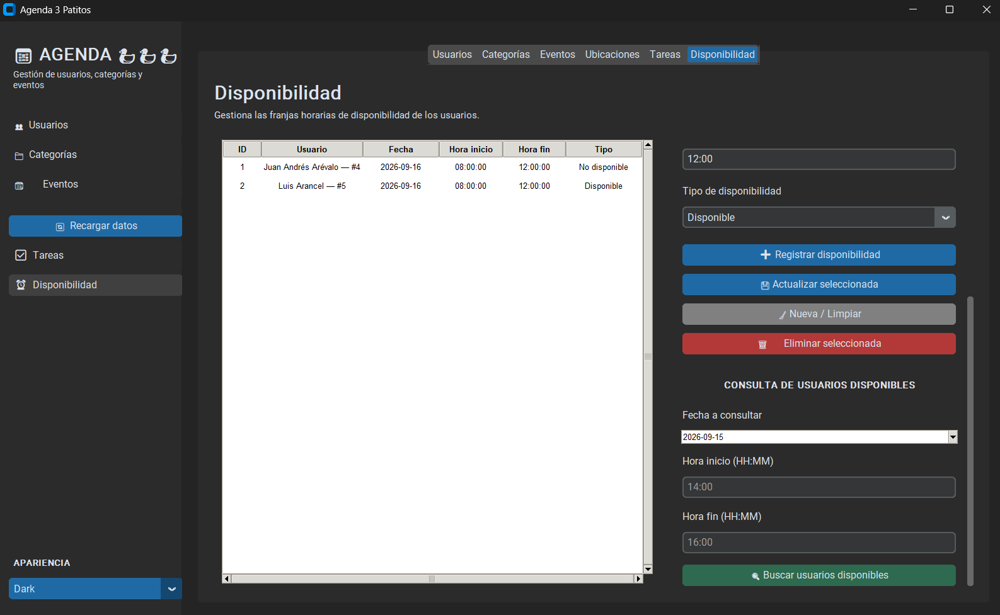 Agenda 3 Patitos
AGENDA
Gestión de usuarios, categorías y
eventos
Usuarios
Categorías
Eventos
Recargar datos
Tareas
Disponibilidad
APARIENCIA
Dark
Usuarios Categorías Eventos Ubicaciones Tareas Disponibilidad
Disponibilidad
Gestiona las franjas horarias de disponibilidad de los usuarios.
ID Usuario Fecha Hora inicio Hora fin Tipo
1 Juan Andrés Arévalo — #4 2026-09-16 08:00:00 12:00:00 No disponible
2 Luis Arancel — #5 2026-09-16 08:00:00 12:00:00 Disponible
12:00
Tipo de disponibilidad
Disponible
Registrar disponibilidad
Actualizar seleccionada
Nueva / Limpiar
Eliminar seleccionada
CONSULTA DE USUARIOS DISPONIBLES
Fecha a consultar
2026-09-15
Hora inicio (HH:MM)
14:00
Hora fin (HH:MM)
16:00
Buscar usuarios disponibles